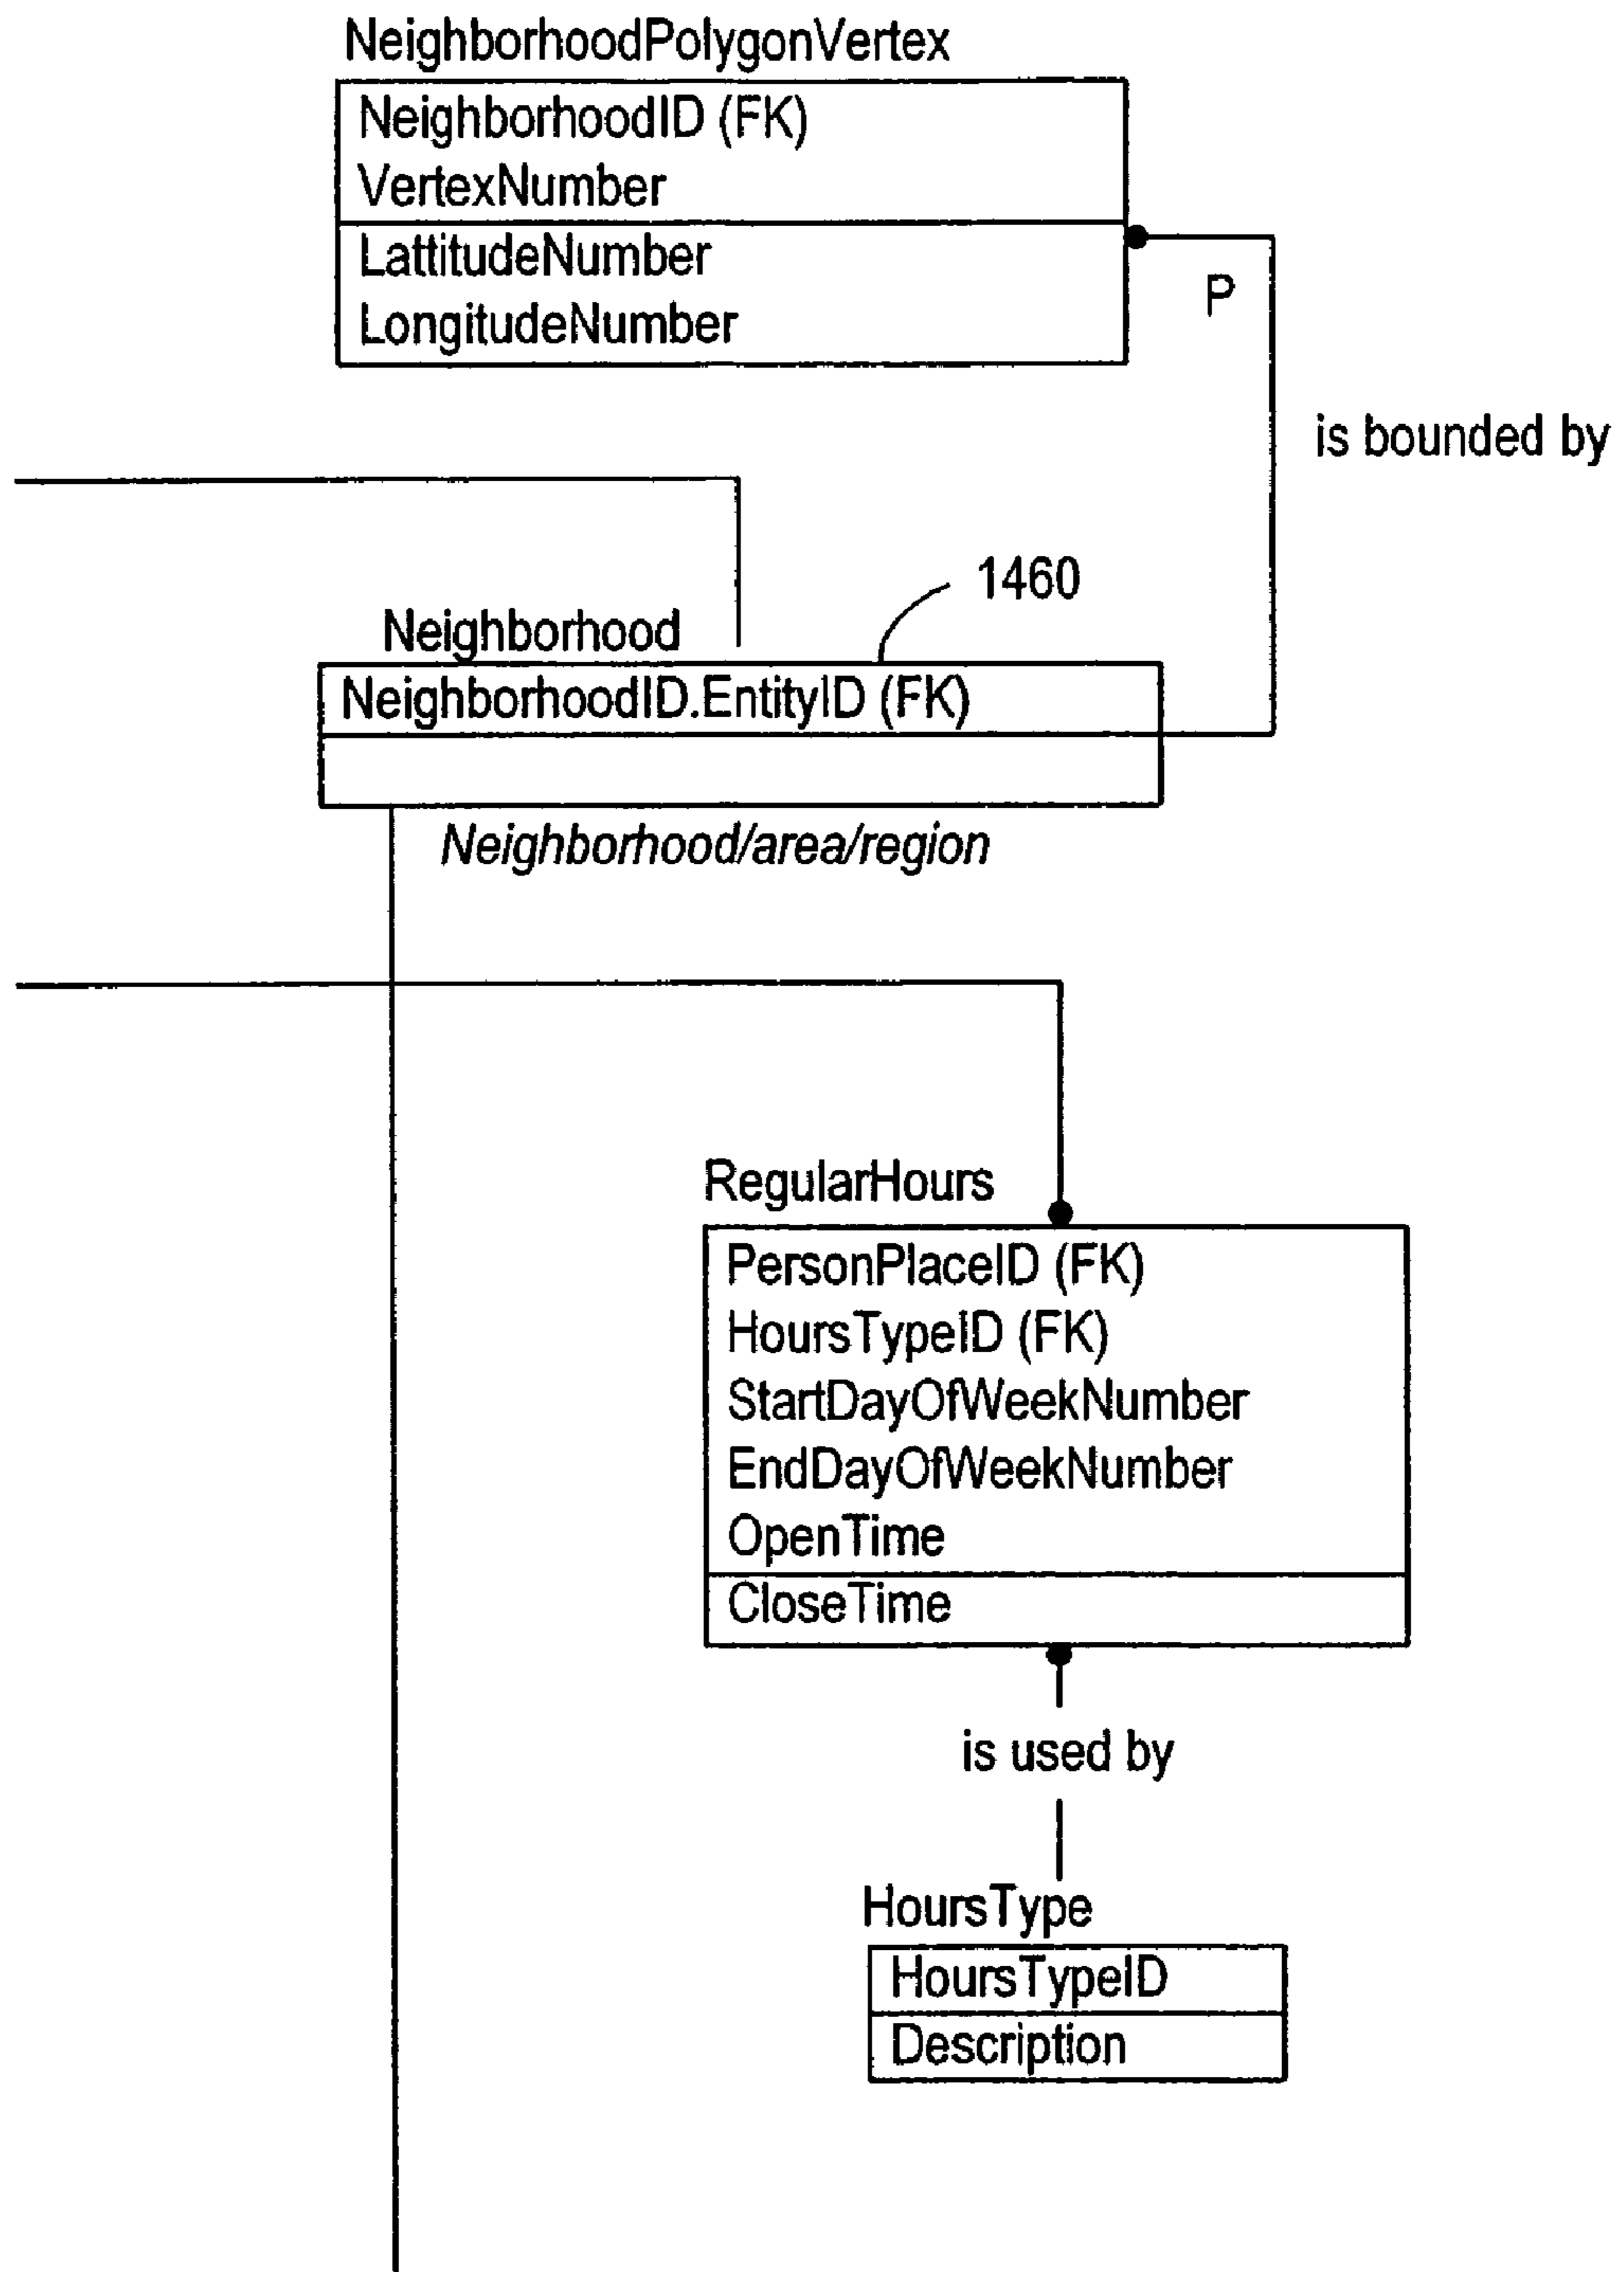 NeighborhoodPolygonVertex
NeighborhoodID (FK)
VertexNumber
LattitudeNumber
LongitudeNumber
P
is bounded by
1460
Neighborhood
NeighborhoodID.EntityID (FK)
Neighborhood/area/region
RegularHours
PersonPlaceID (FK)
HoursTypeID (FK)
StartDayOfWeekNumber
EndDayOfWeekNumber
OpenTime
CloseTime
is used by
HoursType
HoursTypeID
Description